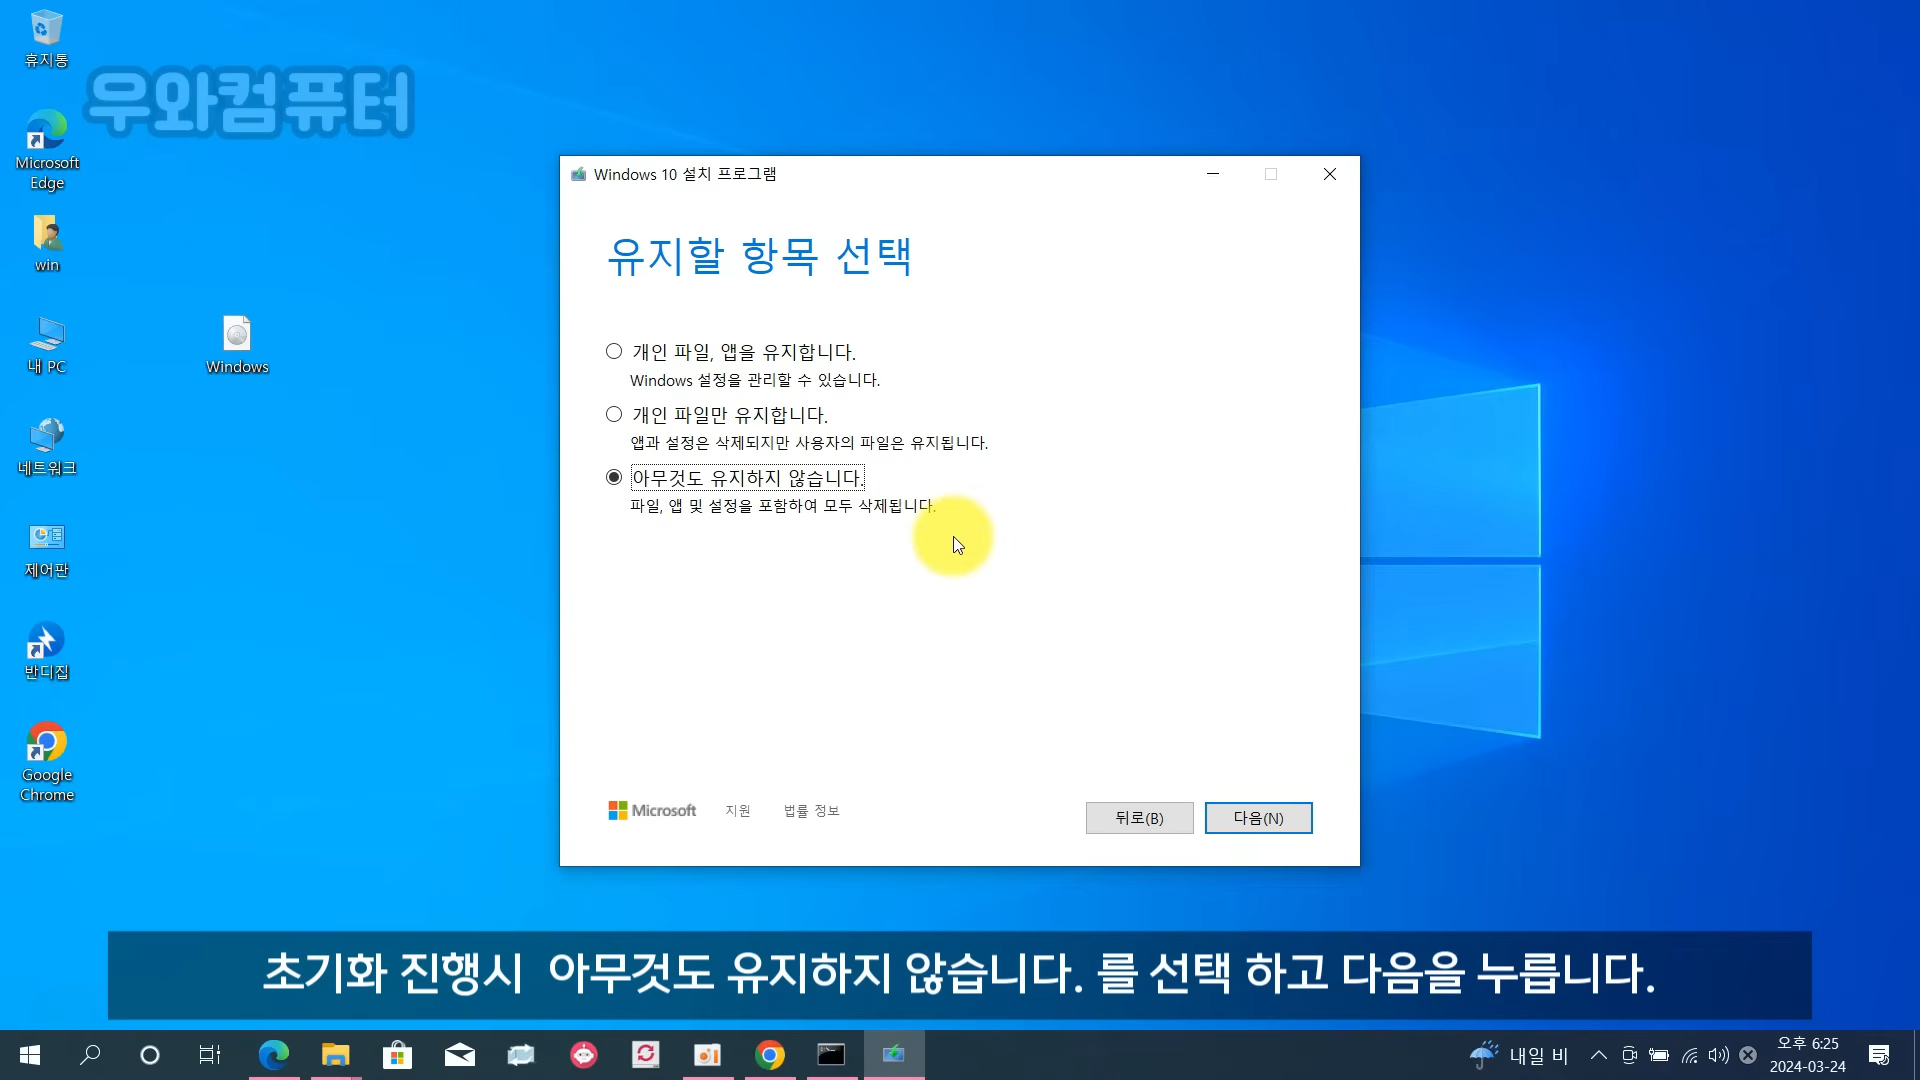 휴지통
우와컴퓨터
Microsoft
Edge
win
내 PC
Windows
네트워크
제어판
반디집
Google
Chrome
Windows 10 설치 프로그램
유지할 항목 선택
개인 파일, 앱을 유지합니다.
Windows 설정을 관리할 수 있습니다.
개인 파일만 유지합니다.
앱과 설정은 삭제되지만 사용자의 파일은 유지됩니다.
아무것도 유지하지 않습니다.
파일, 앱 및 설정을 포함하여 모두 삭제됩니다.
Microsoft 지원 법률 정보
뒤로(B) 다음(N)
초기화 진행시 아무것도 유지하지 않습니다. 를 선택 하고 다음을 누릅니다.
내일 비
오후 6:25
2024-03-24